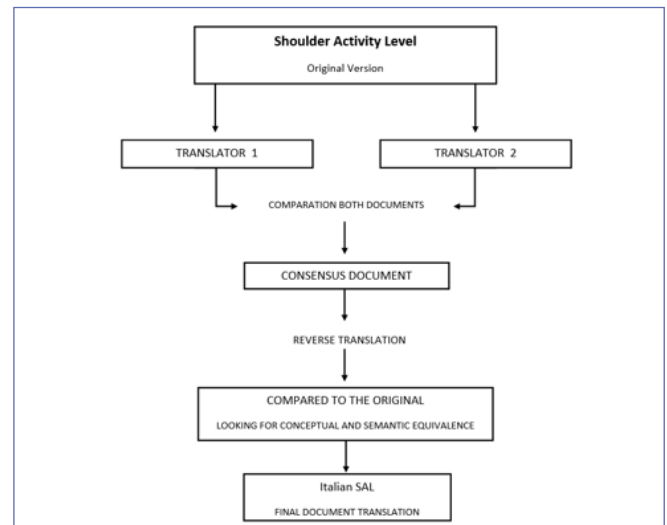 Shoulder Activity Level
Original Version
TRANSLATOR 1
TRANSLATOR 2
COMPARATION BOTH DOCUMENTS
CONSENSUS DOCUMENT
REVERSE TRANSLATION
COMPARED TO THE ORIGINAL
LOOKING FOR CONCEPTUAL AND SEMANTIC EQUIVALENCE
Italian SAL
FINAL DOCUMENT TRANSLATION